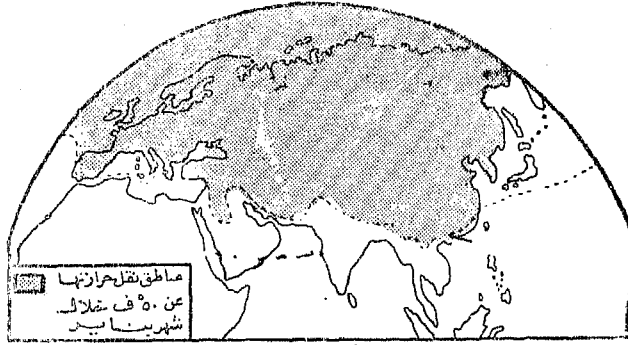 مناطق تقل حرارتها
عن ٥٠° ف خلال
شهر يناير